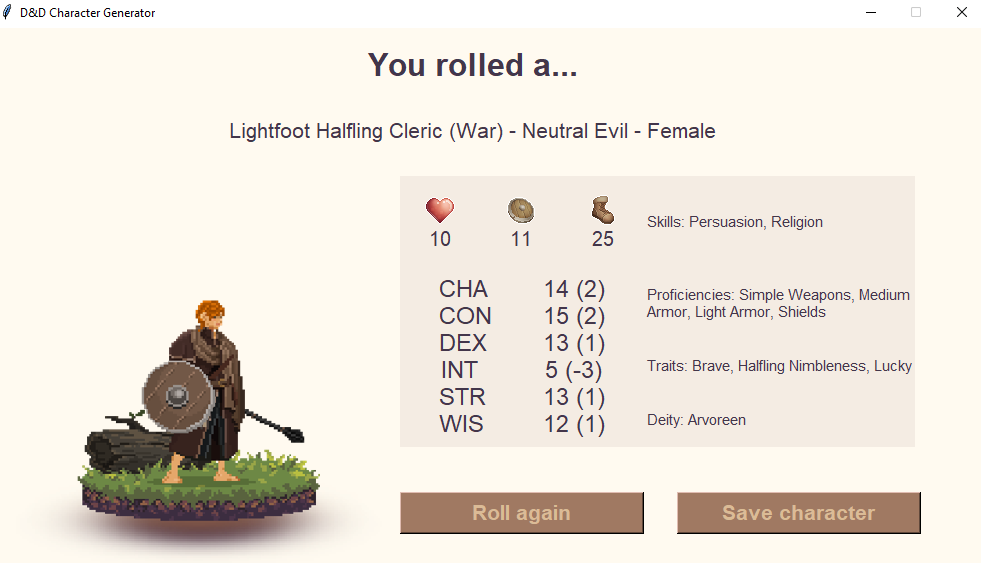 D&D Character Generator
You rolled a...
Lightfoot Halfling Cleric (War) - Neutral Evil - Female
10 11 25
Skills: Persuasion, Religion
CHA 14 (2)
CON 15 (2)
DEX 13 (1)
INT 5 (-3)
STR 13 (1)
WIS 12 (1)
Proficiencies: Simple Weapons, Medium
Armor, Light Armor, Shields
Traits: Brave, Halfling Nimbleness, Lucky
Deity: Arvoreen
Roll again
Save character